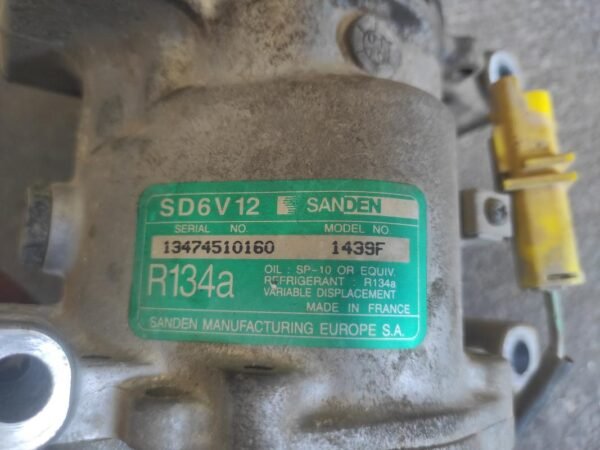 SD6V12 SANDEN
SERIAL NO MODEL NO.
13474510160 1439F
R134a
OIL : SP-10 OR EQUIV.
REFRIGERANT : R134a
VARIABLE DISPLACEMENT
MADE IN FRANCE
SANDEN MANUFACTURING EUROPE S.A.